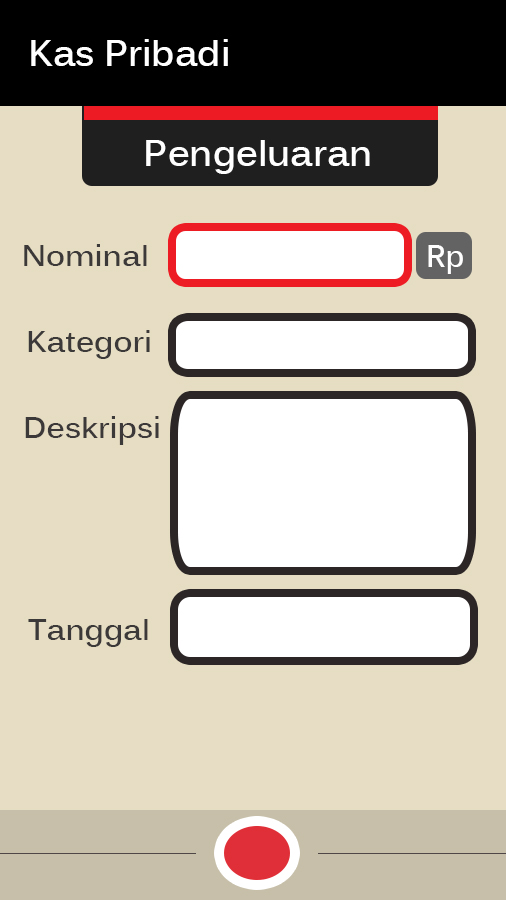 Kas Pribadi
Pengeluaran
Nominal Rp
Kategori
Deskripsi
Tanggal